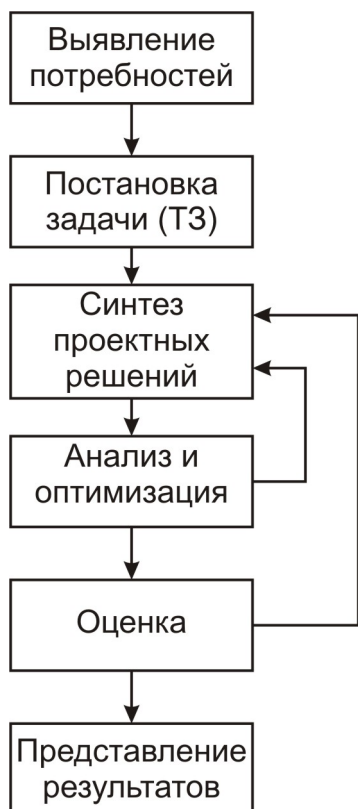 Выявление
потребностей
Постановка
задачи (ТЗ)
Синтез
проектных
решений
Анализ и
оптимизация
Оценка
Представление
результатов